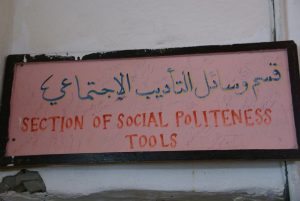 قسم وسائل التأديب الإجتماعي
SECTION OF SOCIAL POLITENESS
TOOLS